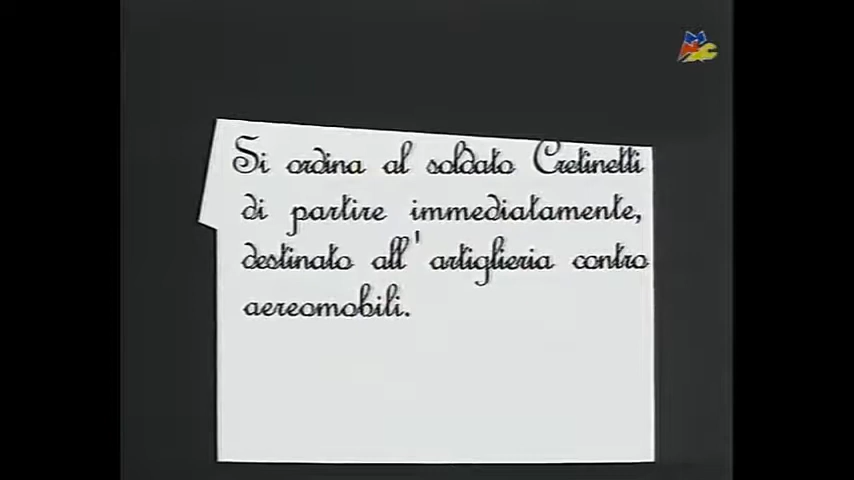 Si ordina al soldato Cretinetti
di partire immediatamente,
destinato all'artiglieria contro
aereomobili.